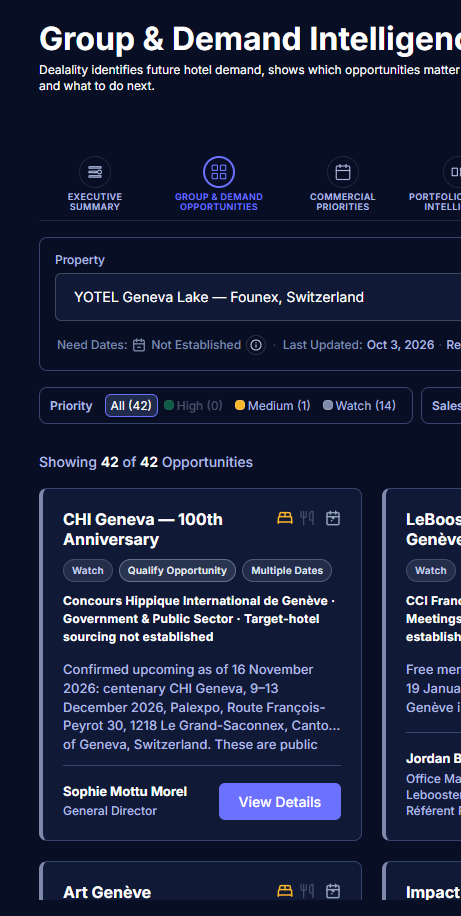 Group & Demand Intelligenc
Dealality identifies future hotel demand, shows which opportunities matter
and what to do next.
EXECUTIVE
SUMMARY
GROUP & DEMAND
OPPORTUNITIES
COMMERCIAL
PRIORITIES
PORTFOLIO
INTELLI
Property
YOTEL Geneva Lake — Founex, Switzerland
Need Dates: Not Established · Last Updated: Oct 3, 2026 · Re
Priority All (42) High (0) Medium (1) Watch (14)
Sales
Showing 42 of 42 Opportunities
CHI Geneva — 100th
Anniversary
Watch Qualify Opportunity Multiple Dates
Concours Hippique International de Genève ·
Government & Public Sector · Target-hotel
sourcing not established
Confirmed upcoming as of 16 November
2026: centenary CHI Geneva, 9–13
December 2026, Palexpo, Route François-
Peyrot 30, 1218 Le Grand-Saconnex, Canto...
of Geneva, Switzerland. These are public
Sophie Mottu Morel
General Director
View Details
LeBoos
Genève
Watch
CCI Franc
Meetings
establish
Free mem
19 Janua
Genève i
Jordan B
Office Ma
Lebooster
Référent F
Art Genève
Impact